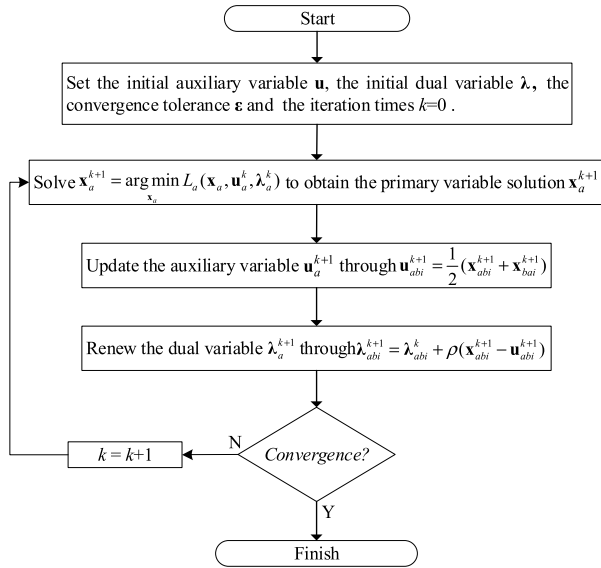 Start
Set the initial auxiliary variable u, the initial dual variable λ, the
convergence tolerance ε and the iteration times k=0 .
Solve x_a^{k+1} = arg min_{x_a} L_a(x_a, u_a^k, λ_a^k) to obtain the primary variable solution x_a^{k+1}
Update the auxiliary variable u_a^{k+1} through u_{abi}^{k+1} = \frac{1}{2}(x_{abi}^{k+1} + x_{bai}^{k+1})
Renew the dual variable λ_a^{k+1} throughλ_{abi}^{k+1} = λ_{abi}^k + ρ(x_{abi}^{k+1} − u_{abi}^{k+1})
N
k = k+1
Convergence?
Y
Finish